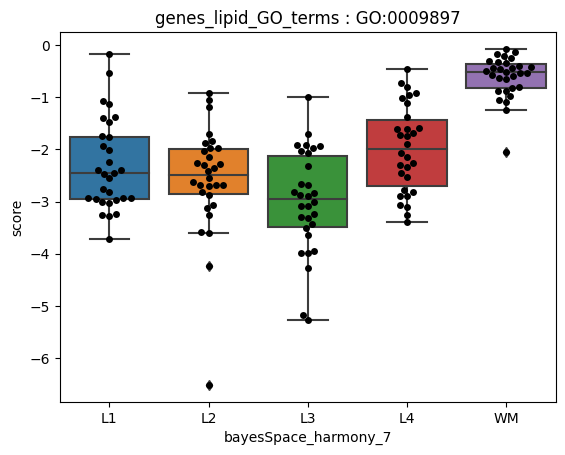 genes_lipid_GO_terms : GO:0009897
0
−1
−2
−3
−4
−5
−6
score
L1 L2 L3 L4 WM
bayesSpace_harmony_7